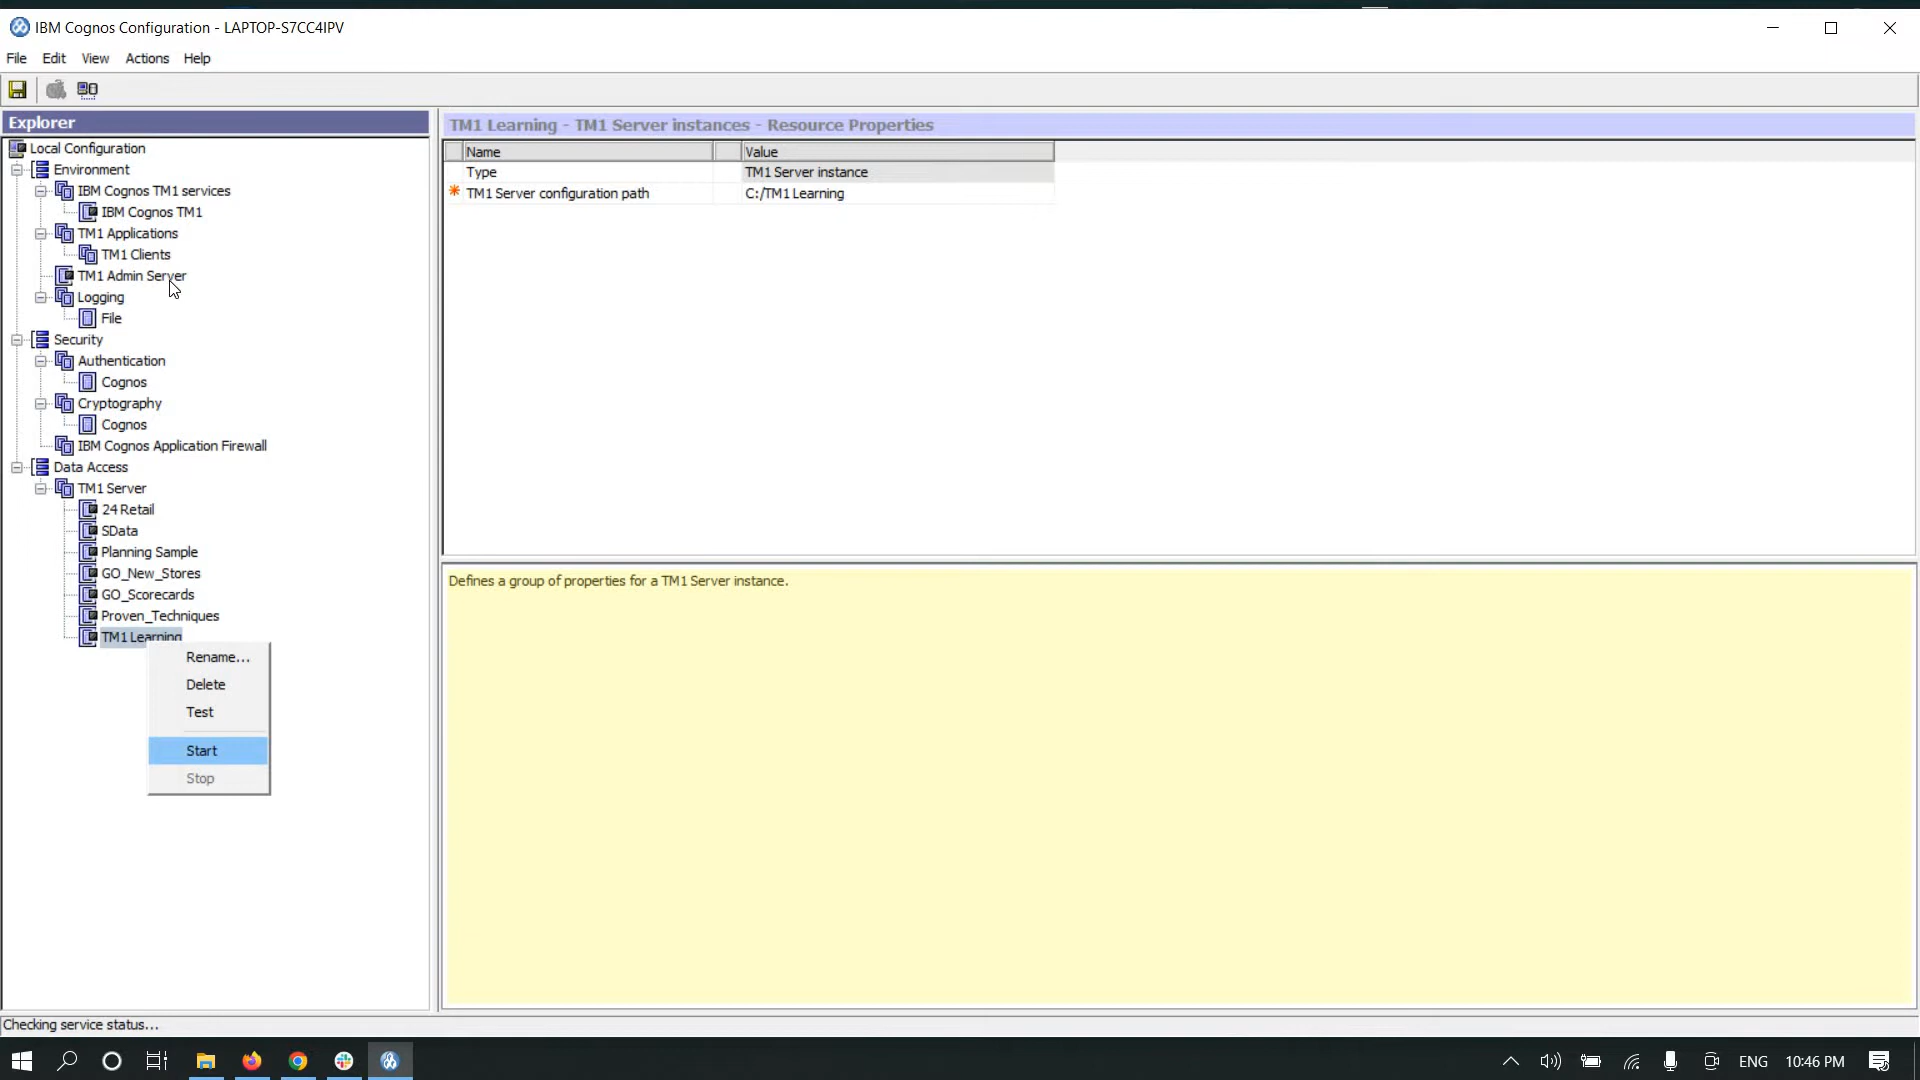 IBM Cognos Configuration - LAPTOP-S7CC4IPV
File Edit View Actions Help
Explorer
Local Configuration
Environment
IBM Cognos TM1 services
IBM Cognos TM1
TM1 Applications
TM1 Clients
TM1 Admin Server
Logging
File
Security
Authentication
Cognos
Cryptography
Cognos
IBM Cognos Application Firewall
Data Access
TM1 Server
24 Retail
SData
Planning Sample
GO_New_Stores
GO_Scorecards
Proven_Techniques
TM1 Learning
Rename...
Delete
Test
Start
Stop
TM1 Learning - TM1 Server instances - Resource Properties
Name Value
Type TM1 Server instance
TM1 Server configuration path C:/TM1 Learning
Defines a group of properties for a TM1 Server instance.
Checking service status...
ENG 10:46 PM